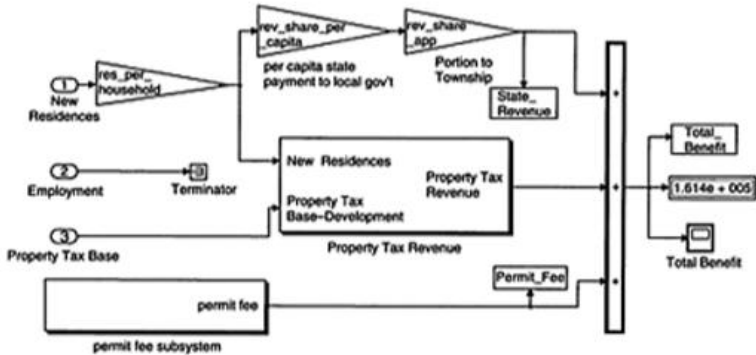 rev_share_per
_capita
rev_share
_app
per capita state
payment to local gov't
Portion to
Township
State_
Revenue
1
res_per_
household
New
Residences
2
Employment
Terminator
New Residences
Property Tax
Base-Development
Property Tax
Revenue
Property Tax Revenue
3
Property Tax Base
permit fee
permit fee subsystem
Permit_Fee
+
+
+
Total_
Benefit
1.614e + 005
Total Benefit